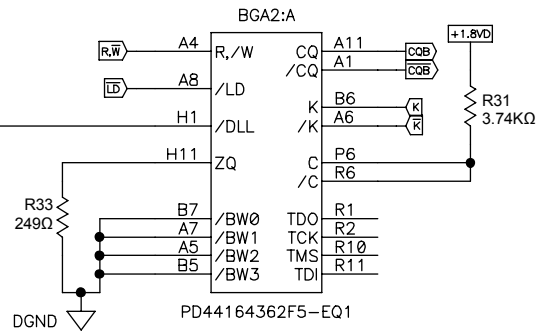 BGA2:A
+1.8VD
R,W̅ A4 R,/W CQ A11 CQB
/CQ A1 C̅Q̅B̅
L̅D̅ A8 /LD
K B6 K
H1 /DLL /K A6 K̅
R31
3.74KΩ
H11 ZQ C P6
/C R6
R33
249Ω
B7 /BW0 TDO R1
A7 /BW1 TCK R2
A5 /BW2 TMS R10
B5 /BW3 TDI R11
DGND
PD44164362F5-EQ1